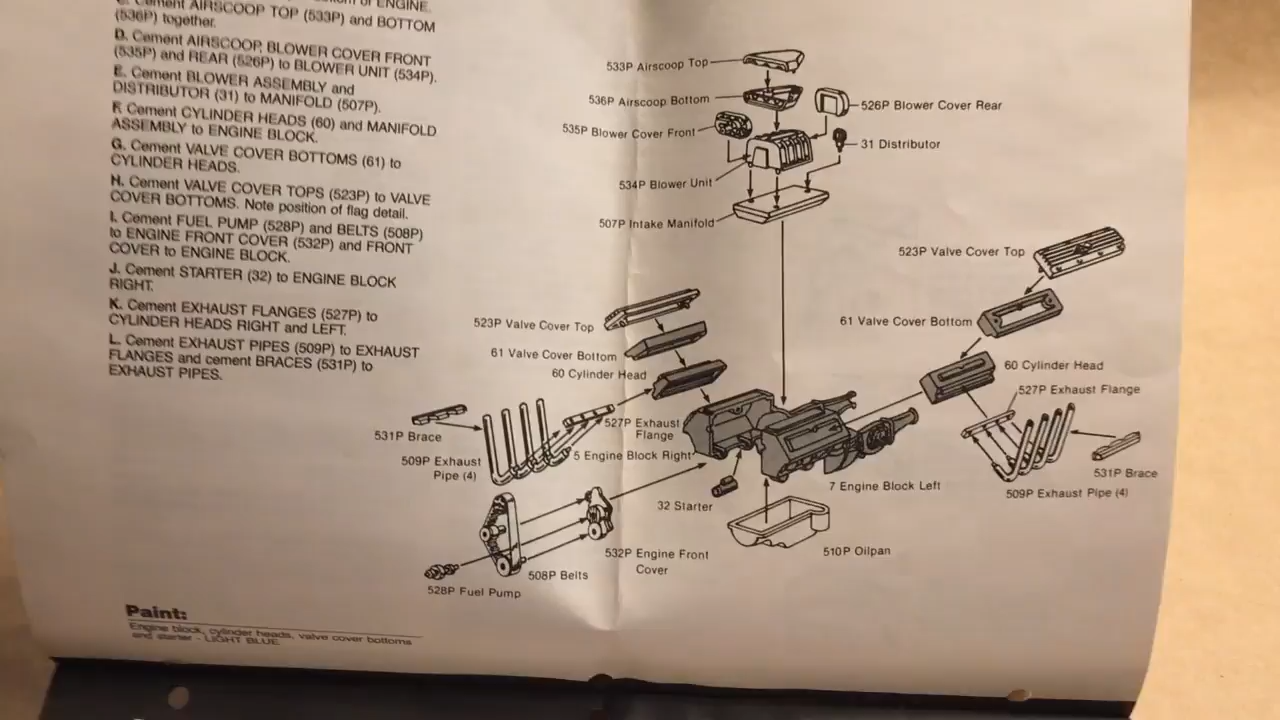 of ENGINE.
Cement AIRSCOOP TOP (533P) and BOTTOM
(536P) together.
D. Cement AIRSCOOP, BLOWER COVER FRONT
(535P) and REAR (526P) to BLOWER UNIT (534P).
E. Cement BLOWER ASSEMBLY and
DISTRIBUTOR (31) to MANIFOLD (507P).
F. Cement CYLINDER HEADS (60) and MANIFOLD
ASSEMBLY to ENGINE BLOCK.
G. Cement VALVE COVER BOTTOMS (61) to
CYLINDER HEADS.
H. Cement VALVE COVER TOPS (523P) to VALVE
COVER BOTTOMS. Note position of flag detail.
I. Cement FUEL PUMP (528P) and BELTS (508P)
to ENGINE FRONT COVER (532P) and FRONT
COVER to ENGINE BLOCK.
J. Cement STARTER (32) to ENGINE BLOCK
RIGHT.
K. Cement EXHAUST FLANGES (527P) to
CYLINDER HEADS RIGHT and LEFT.
L. Cement EXHAUST PIPES (509P) to EXHAUST
FLANGES and cement BRACES (531P) to
EXHAUST PIPES.
Paint:
Engine block, cylinder heads, valve cover bottoms
and starter - LIGHT BLUE
533P Airscoop Top
536P Airscoop Bottom
526P Blower Cover Rear
535P Blower Cover Front
31 Distributor
534P Blower Unit
507P Intake Manifold
523P Valve Cover Top
61 Valve Cover Bottom
60 Cylinder Head
527P Exhaust Flange
523P Valve Cover Top
61 Valve Cover Bottom
60 Cylinder Head
527P Exhaust
Flange
531P Brace
509P Exhaust
Pipe (4)
5 Engine Block Right
32 Starter
7 Engine Block Left
531P Brace
509P Exhaust Pipe (4)
510P Oilpan
532P Engine Front
Cover
508P Belts
528P Fuel Pump